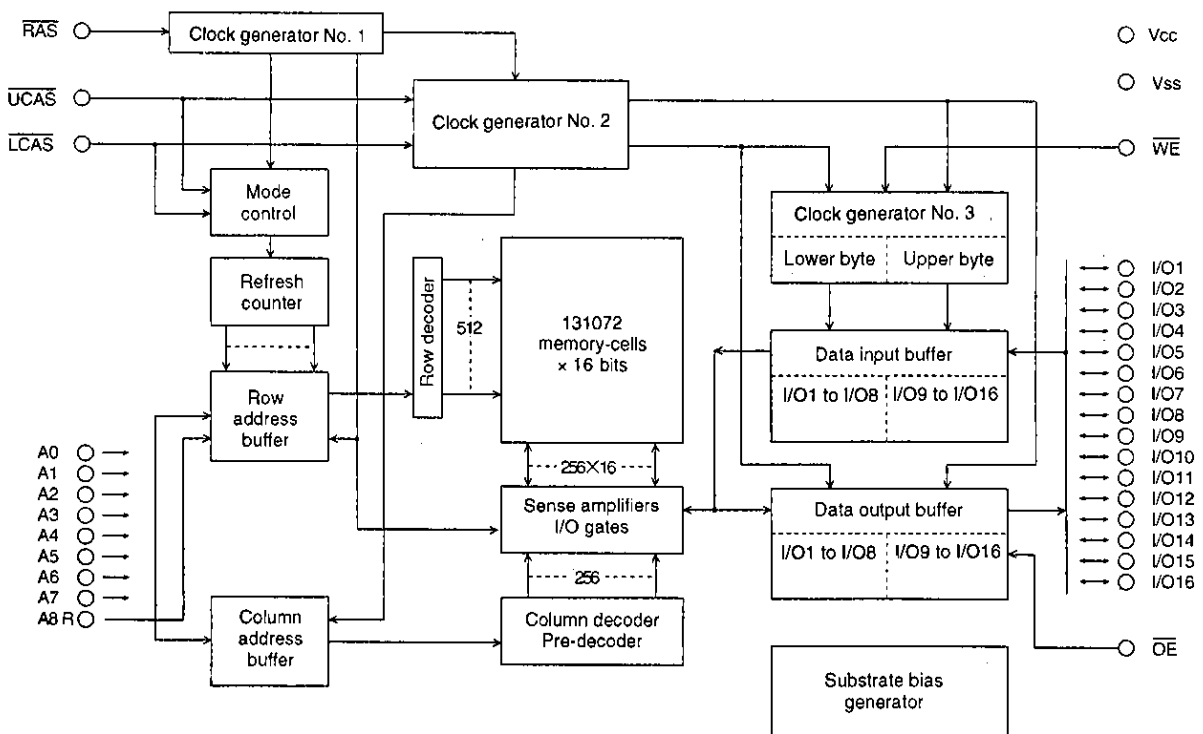 RAS
Clock generator No. 1
Vcc
Vss
UCAS
Clock generator No. 2
LCAS
WE
Mode
control
Clock generator No. 3
Lower byte
Upper byte
Refresh
counter
Row decoder
512
131072
memory-cells
× 16 bits
Data input buffer
I/O1 to I/O8
I/O9 to I/O16
Row
address
buffer
I/O1
I/O2
I/O3
I/O4
I/O5
I/O6
I/O7
I/O8
I/O9
I/O10
I/O11
I/O12
I/O13
I/O14
I/O15
I/O16
A0
A1
A2
A3
A4
A5
A6
A7
A8 R
256×16
Sense amplifiers
I/O gates
Data output buffer
I/O1 to I/O8
I/O9 to I/O16
256
Column
address
buffer
Column decoder
Pre-decoder
OE
Substrate bias
generator